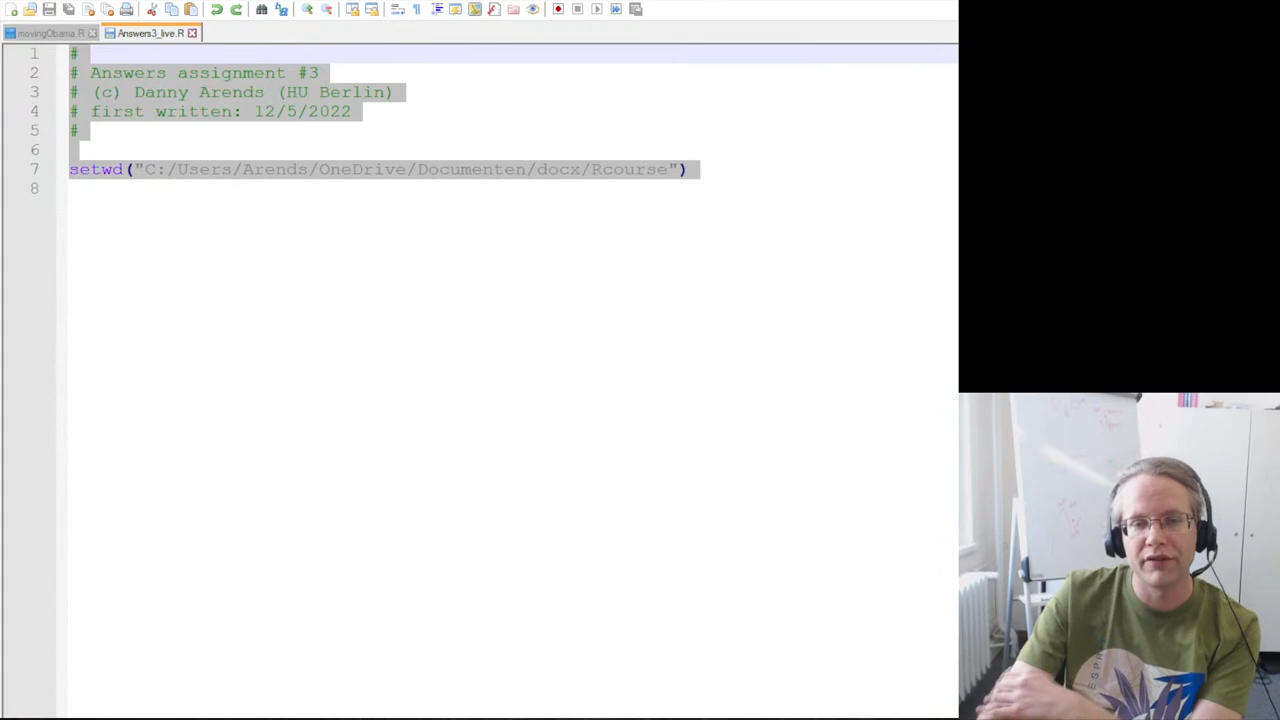 movingObama.R
Answers3_live.R
1 #
2 # Answers assignment #3
3 # (c) Danny Arends (HU Berlin)
4 # first written: 12/5/2022
5 #
6
7 setwd("C:/Users/Arends/OneDrive/Documenten/docx/Rcourse")
8
ESPR